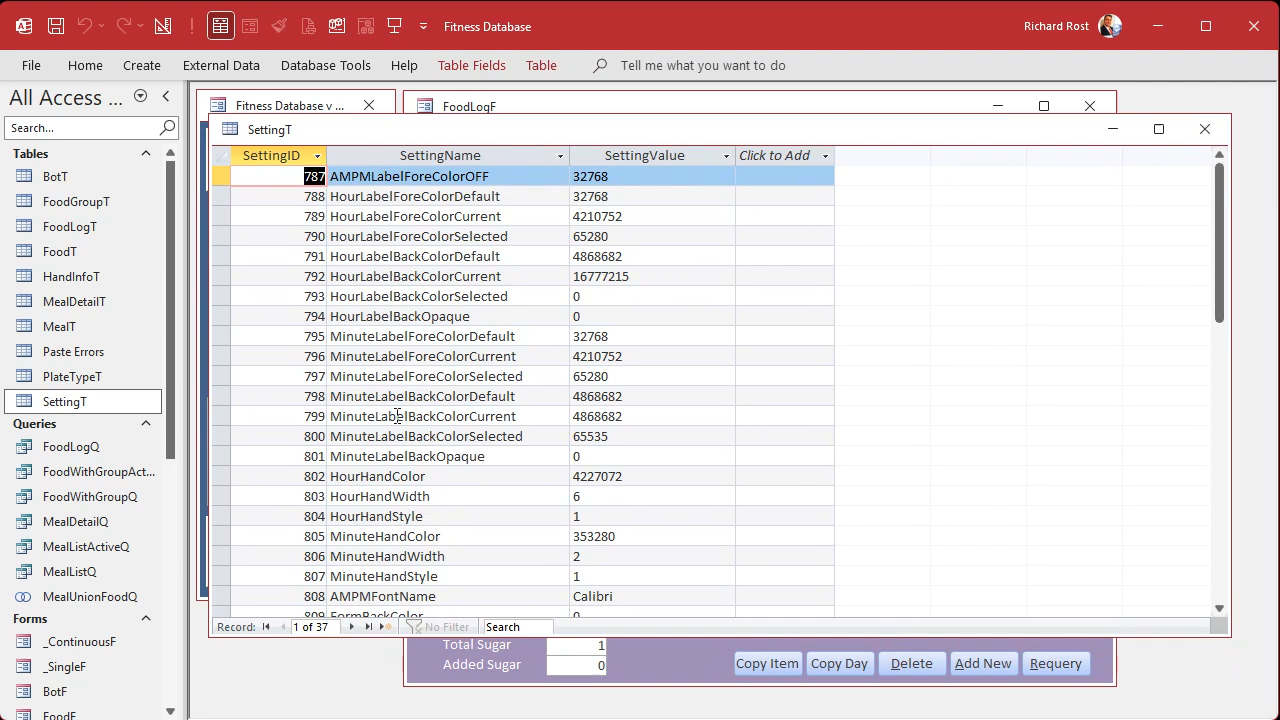 Fitness Database
Richard Rost
File Home Create External Data Database Tools Help Table Fields Table Tell me what you want to do
All Access ...
Search...
Tables
BotT
FoodGroupT
FoodLogT
FoodT
HandInfoT
MealDetailT
MealT
Paste Errors
PlateTypeT
SettingT
Queries
FoodLogQ
FoodWithGroupAct...
FoodWithGroupQ
MealDetailQ
MealListActiveQ
MealListQ
MealUnionFoodQ
Forms
_ContinuousF
_SingleF
BotF
FoodF
Fitness Database v ...
FoodLogF
SettingT
SettingID SettingName SettingValue Click to Add
787 AMPMLabelForeColorOFF 32768
788 HourLabelForeColorDefault 32768
789 HourLabelForeColorCurrent 4210752
790 HourLabelForeColorSelected 65280
791 HourLabelBackColorDefault 4868682
792 HourLabelBackColorCurrent 16777215
793 HourLabelBackColorSelected 0
794 HourLabelBackOpaque 0
795 MinuteLabelForeColorDefault 32768
796 MinuteLabelForeColorCurrent 4210752
797 MinuteLabelForeColorSelected 65280
798 MinuteLabelBackColorDefault 4868682
799 MinuteLabelBackColorCurrent 4868682
800 MinuteLabelBackColorSelected 65535
801 MinuteLabelBackOpaque 0
802 HourHandColor 4227072
803 HourHandWidth 6
804 HourHandStyle 1
805 MinuteHandColor 353280
806 MinuteHandWidth 2
807 MinuteHandStyle 1
808 AMPMFontName Calibri
809 FormBackColor 0
Record: 1 of 37 No Filter Search
Total Sugar 1
Added Sugar 0
Copy Item Copy Day Delete Add New Requery